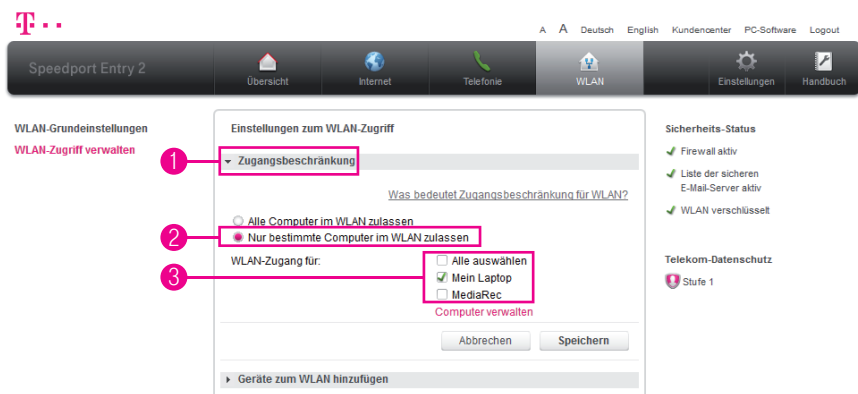 T
A A Deutsch English Kundencenter PC-Software Logout
Speedport Entry 2
Übersicht Internet Telefonie WLAN Einstellungen Handbuch
WLAN-Grundeinstellungen
WLAN-Zugriff verwalten
Einstellungen zum WLAN-Zugriff
1 Zugangsbeschränkung
Was bedeutet Zugangsbeschränkung für WLAN?
Alle Computer im WLAN zulassen
2 Nur bestimmte Computer im WLAN zulassen
WLAN-Zugang für:
3 Alle auswählen
Mein Laptop
MediaRec
Computer verwalten
Abbrechen Speichern
Geräte zum WLAN hinzufügen
Sicherheits-Status
Firewall aktiv
Liste der sicheren
E-Mail-Server aktiv
WLAN verschlüsselt
Telekom-Datenschutz
Stufe 1